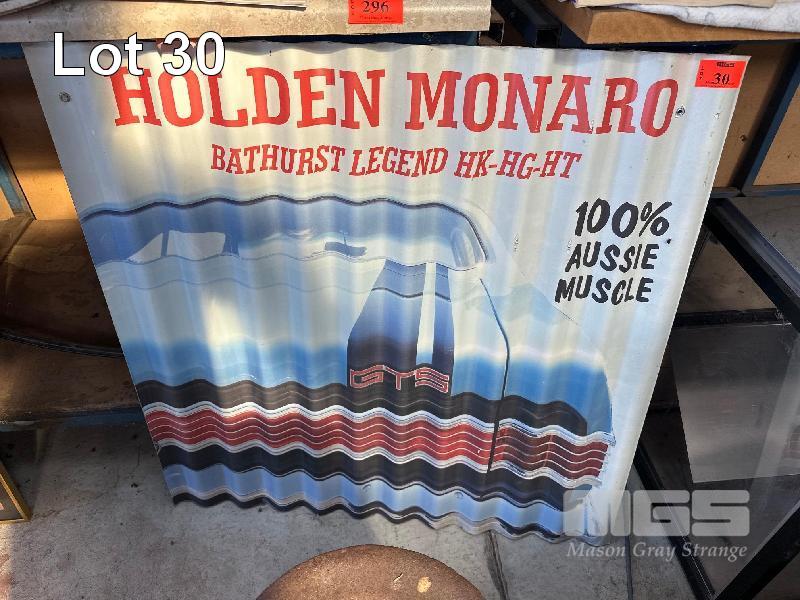 Lot 30
296
30
HOLDEN MONARO
BATHURST LEGEND HK-HG-HT
100%
AUSSIE
MUSCLE
GTS
MGS
Mason Gray Strange